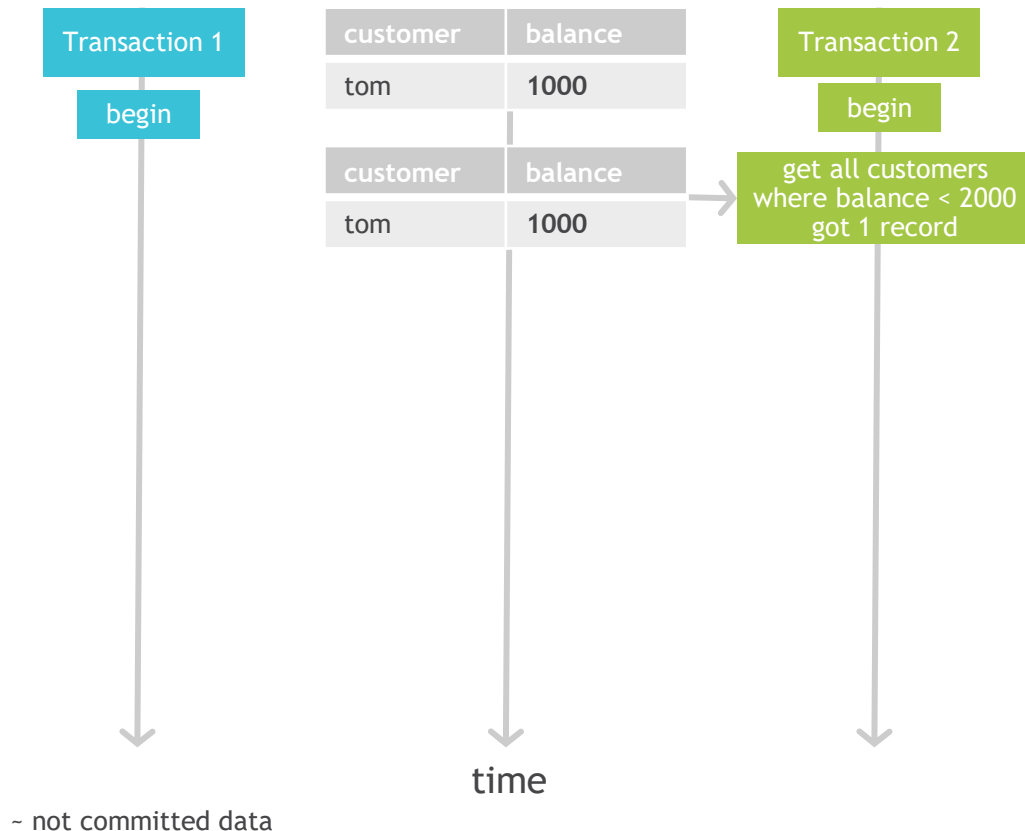 Transaction 1
customer balance
Transaction 2
tom 1000
begin
begin
customer balance
tom 1000
get all customers
where balance < 2000
got 1 record
time
~ not committed data